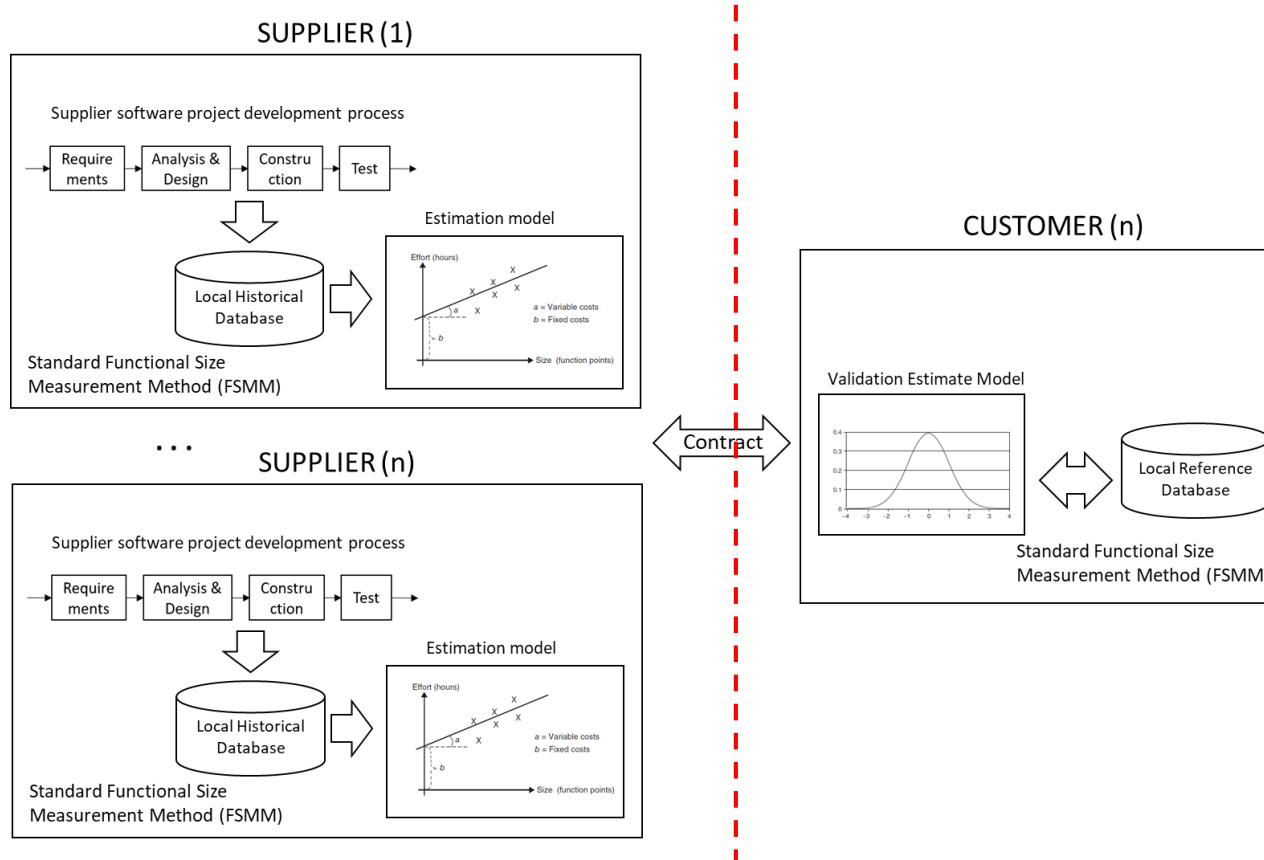 SUPPLIER (1)
Supplier software project development process
Require
ments
Analysis &
Design
Constru
ction
Test
Estimation model
Effort (hours)
X
X
X
X
X
X
a
a = Variable costs
b = Fixed costs
b
Size (function points)
Local Historical
Database
Standard Functional Size
Measurement Method (FSMM)
...
SUPPLIER (n)
Supplier software project development process
Require
ments
Analysis &
Design
Constru
ction
Test
Estimation model
Effort (hours)
X
X
X
X
X
X
a
a = Variable costs
b = Fixed costs
b
Size (function points)
Local Historical
Database
Standard Functional Size
Measurement Method (FSMM)
Contract
CUSTOMER (n)
Validation Estimate Model
0.4
0.3
0.2
0.1
0
−4 −3 −2 −1 0 1 2 3 4
Local Reference
Database
Standard Functional Size
Measurement Method (FSMM